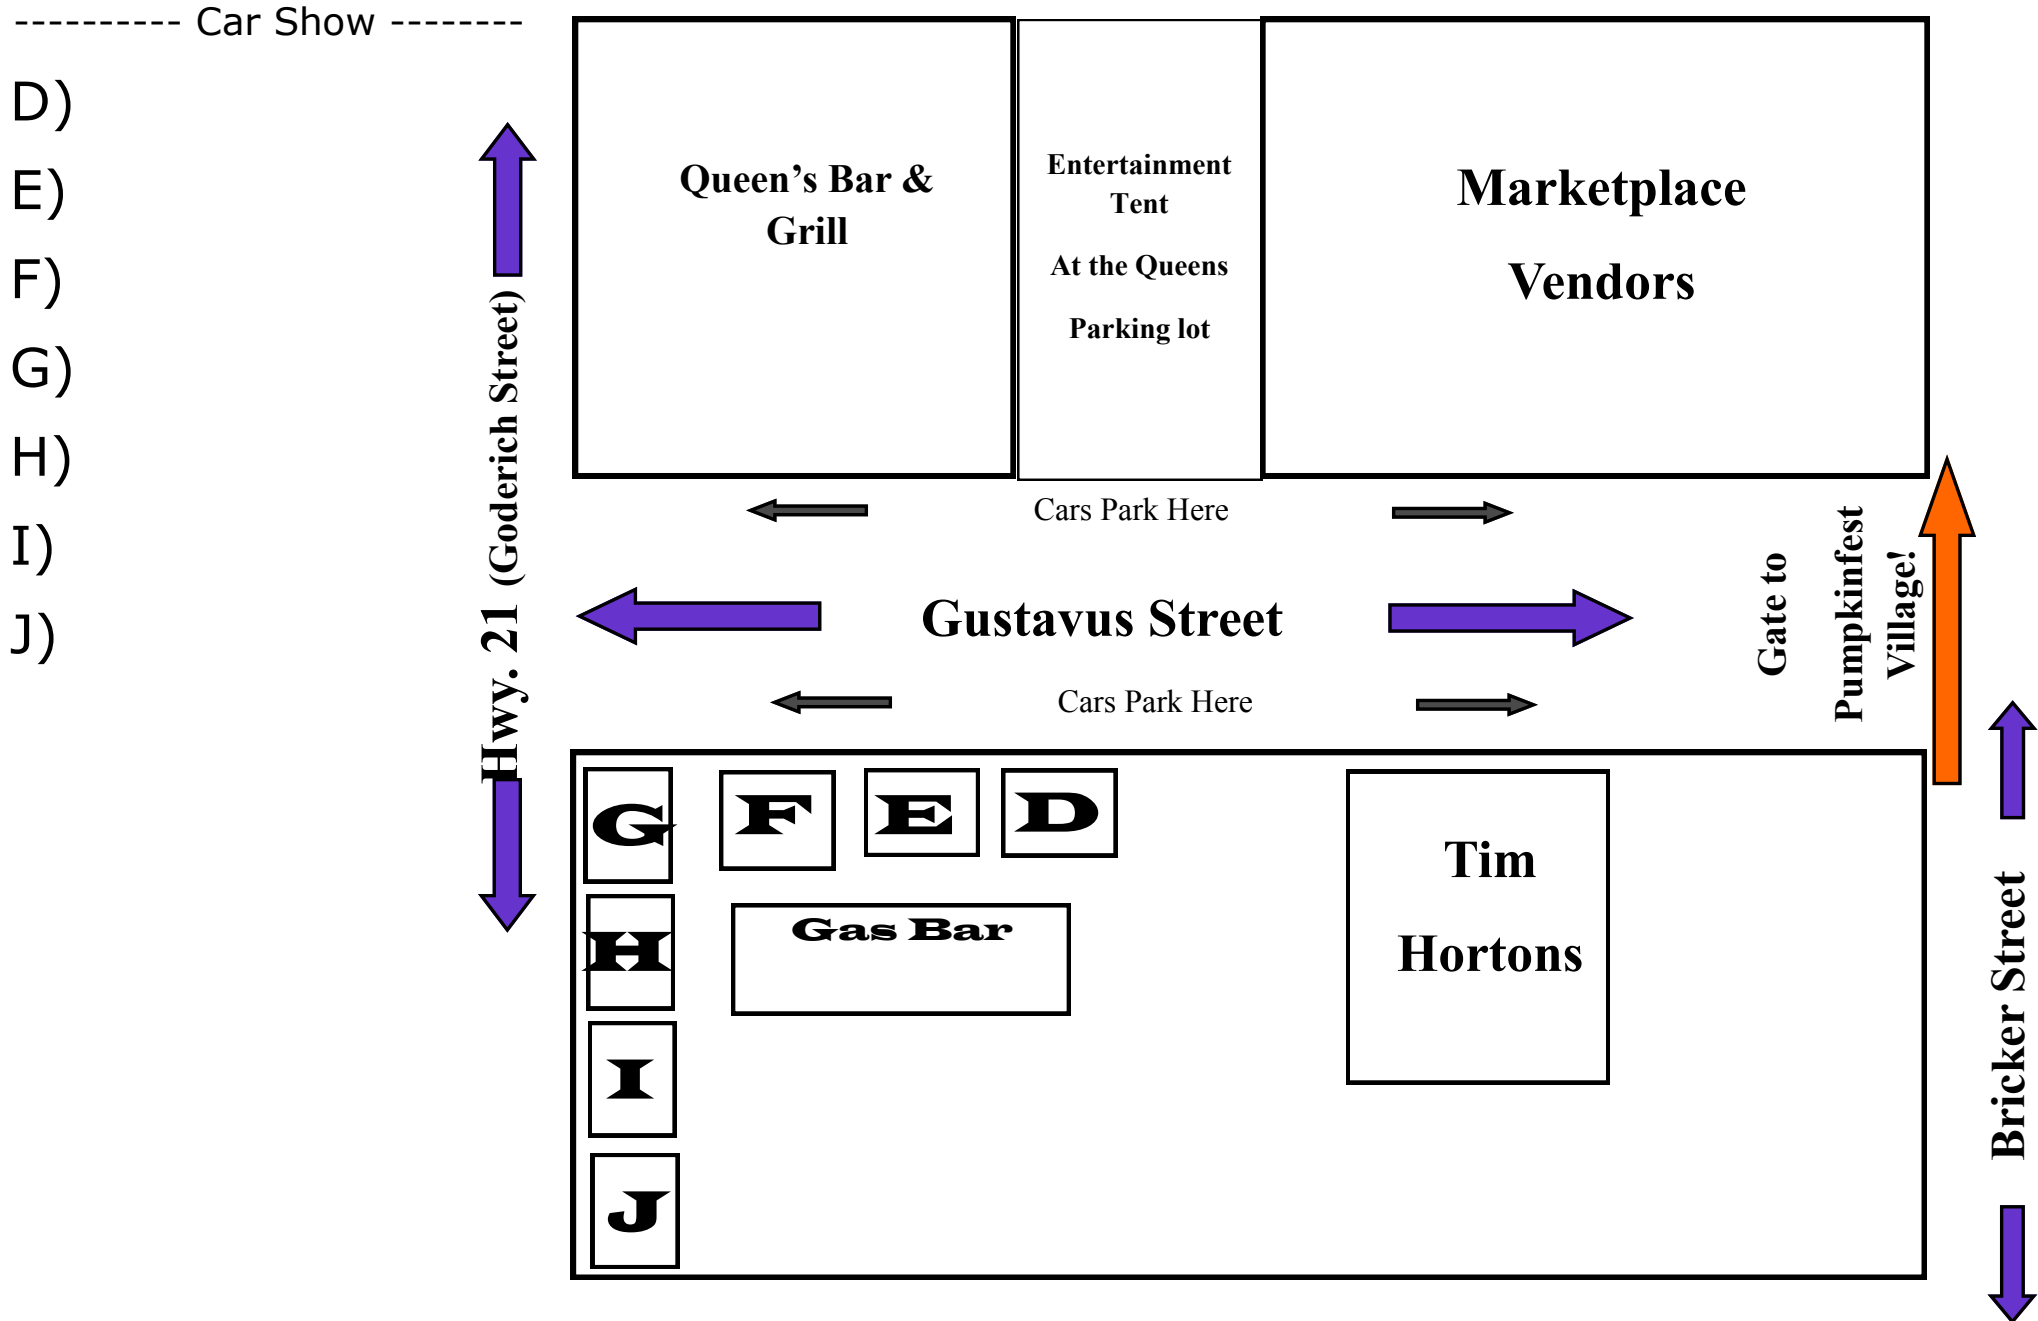 ---------- Car Show --------
D)
E)
F)
G)
H)
I)
J)
Hwy. 21 (Goderich Street)
Queen’s Bar &
Grill
Entertainment
Tent
At the Queens
Parking lot
Marketplace
Vendors
Cars Park Here
Gustavus Street
Cars Park Here
Gate to
Pumpkinfest
Village!
G
F
E
D
H
I
J
Gas Bar
Tim
Hortons
Bricker Street